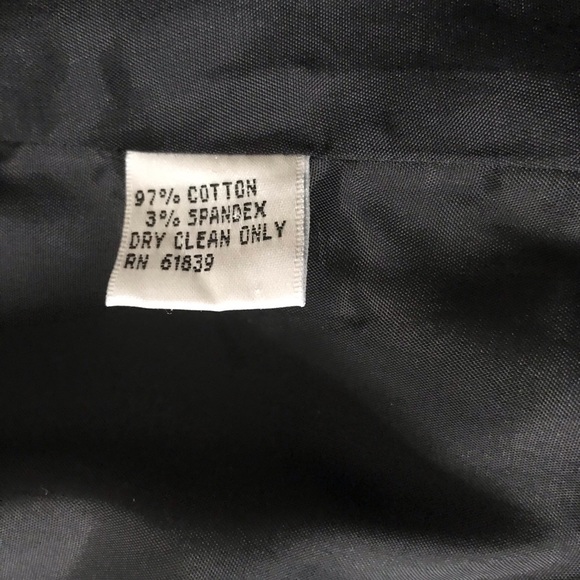 97% COTTON
3% SPANDEX
DRY CLEAN ONLY
RN 61839